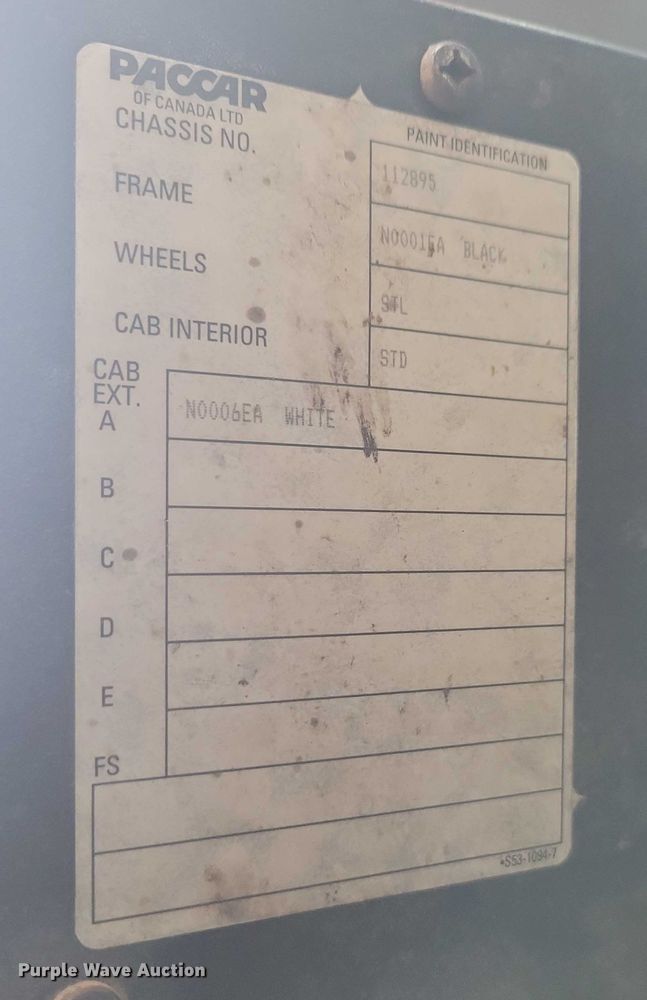 PACCAR
OF CANADA LTD
PAINT IDENTIFICATION
CHASSIS NO. 112895
FRAME N0001EA BLACK
WHEELS STL
CAB INTERIOR STD
CAB
EXT.
A N0006EA WHITE
B
C
D
E
FS
•S53-1094-7
Purple Wave Auction